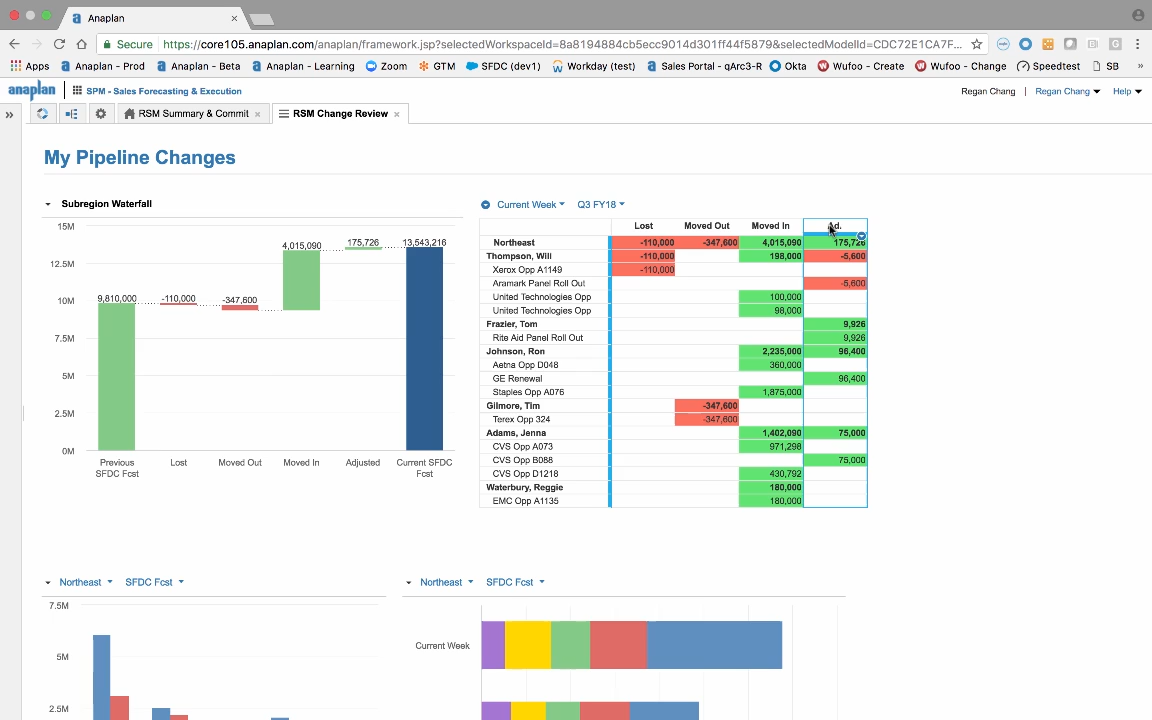 Anaplan
Secure https://core105.anaplan.com/anaplan/framework.jsp?selectedWorkspaceId=8a8194884cb5ecc9014d301ff44f5879&selectedModelId=CDC72E1CA7F...
Apps Anaplan - Prod Anaplan - Beta Anaplan - Learning Zoom GTM SFDC (dev1) Workday (test) Sales Portal - qArc3-R Okta Wufoo - Create Wufoo - Change Speedtest SB »
anaplan SPM - Sales Forecasting & Execution Regan Chang | Regan Chang Help
RSM Summary & Commit RSM Change Review
My Pipeline Changes
Subregion Waterfall
15M
12.5M
10M
7.5M
5M
2.5M
0M
9,810,000 -110,000 -347,600 4,015,090 175,726 13,543,216
Previous SFDC Fcst
Lost
Moved Out
Moved In
Adjusted
Current SFDC Fcst
Current Week Q3 FY18
Lost Moved Out Moved In Ad.
Northeast -110,000 -347,600 4,015,090 175,726
Thompson, Will -110,000 198,000 -5,600
Xerox Opp A1149 -110,000
Aramark Panel Roll Out -5,600
United Technologies Opp 100,000
United Technologies Opp 98,000
Frazier, Tom 9,926
Rite Aid Panel Roll Out 9,926
Johnson, Ron 2,235,000 96,400
Aetna Opp D048 360,000
GE Renewal 96,400
Staples Opp A076 1,875,000
Gilmore, Tim -347,600
Terex Opp 324 -347,600
Adams, Jenna 1,402,090 75,000
CVS Opp A073 971,298
CVS Opp B088 75,000
CVS Opp D1218 430,792
Waterbury, Reggie 180,000
EMC Opp A1135 180,000
Northeast SFDC Fcst
7.5M
5M
2.5M
Northeast SFDC Fcst
Current Week